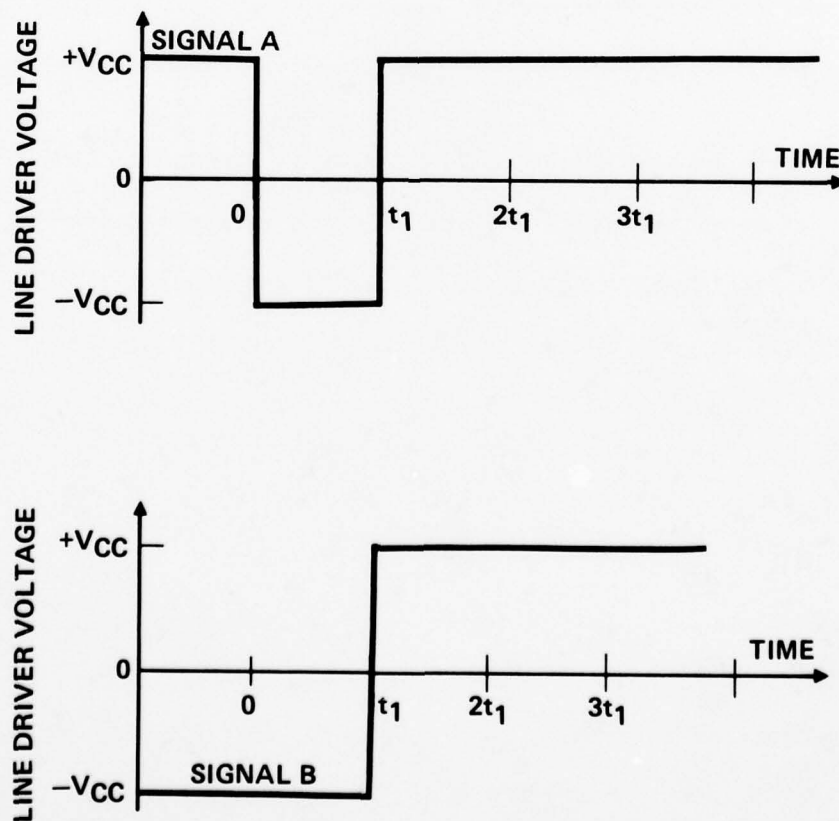 LINE DRIVER VOLTAGE
SIGNAL A
+VCC
0
−VCC
0 t1 2t1 3t1
TIME
LINE DRIVER VOLTAGE
+VCC
0
−VCC
SIGNAL B
0 t1 2t1 3t1
TIME